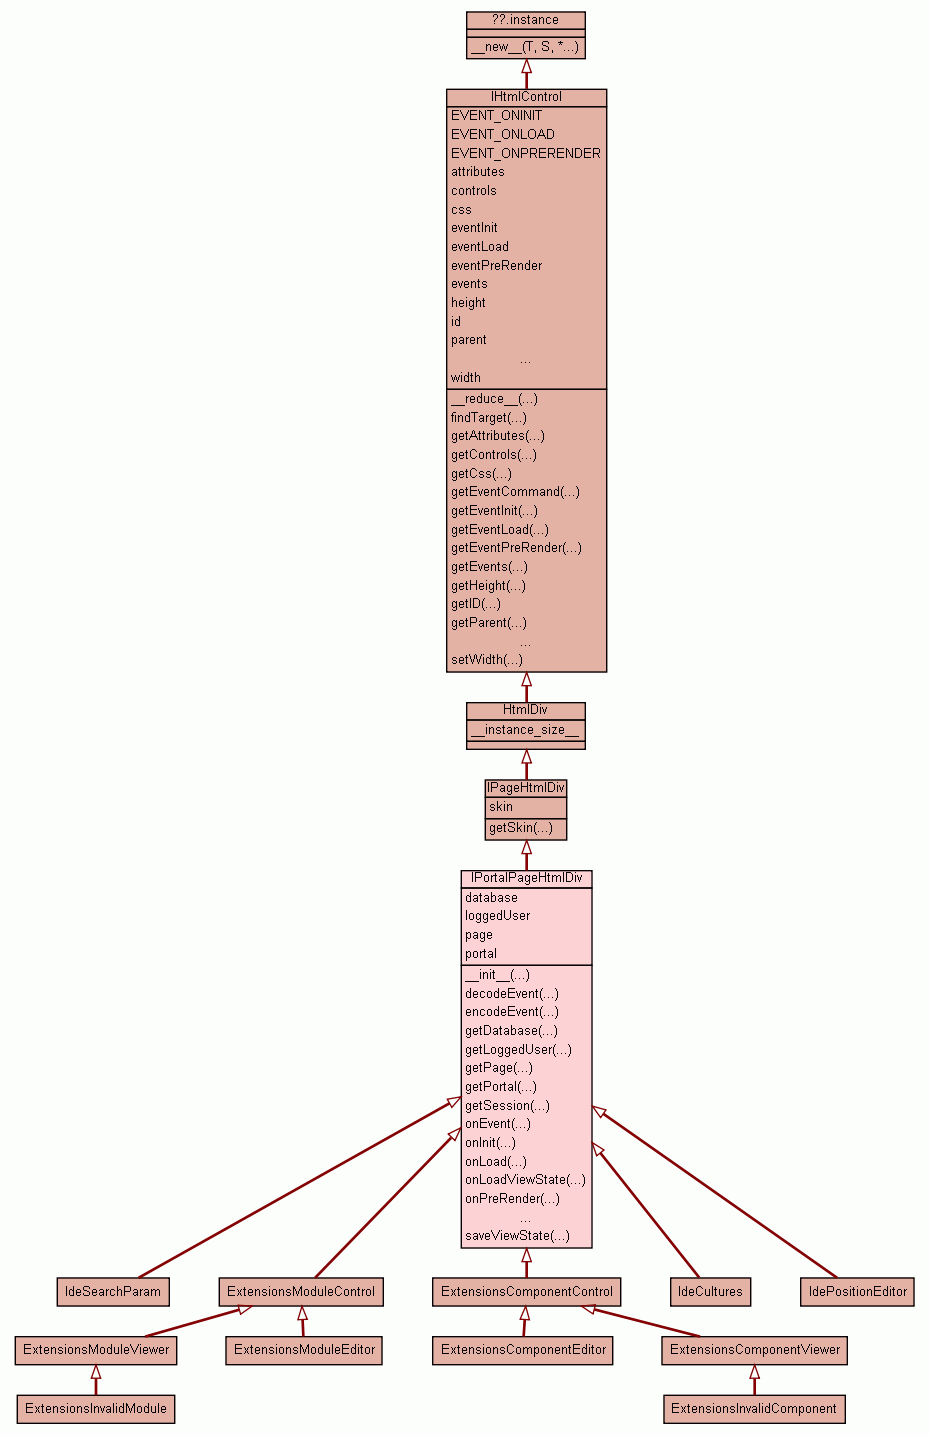 ??.instance
__new__(T, S, *...)
IHtmlControl
EVENT_ONINIT
EVENT_ONLOAD
EVENT_ONPRERENDER
attributes
controls
css
eventInit
eventLoad
eventPreRender
events
height
id
parent
...
width
__reduce__(...)
findTarget(...)
getAttributes(...)
getControls(...)
getCss(...)
getEventCommand(...)
getEventInit(...)
getEventLoad(...)
getEventPreRender(...)
getEvents(...)
getHeight(...)
getID(...)
getParent(...)
...
setWidth(...)
HtmlDiv
__instance_size__
IPageHtmlDiv
skin
getSkin(...)
IPortalPageHtmlDiv
database
loggedUser
page
portal
__init__(...)
decodeEvent(...)
encodeEvent(...)
getDatabase(...)
getLoggedUser(...)
getPage(...)
getPortal(...)
getSession(...)
onEvent(...)
onInit(...)
onLoad(...)
onLoadViewState(...)
onPreRender(...)
...
saveViewState(...)
IdeSearchParam ExtensionsModuleControl ExtensionsComponentControl IdeCultures IdePositionEditor
ExtensionsModuleViewer ExtensionsModuleEditor ExtensionsComponentEditor ExtensionsComponentViewer
ExtensionsInvalidModule ExtensionsInvalidComponent